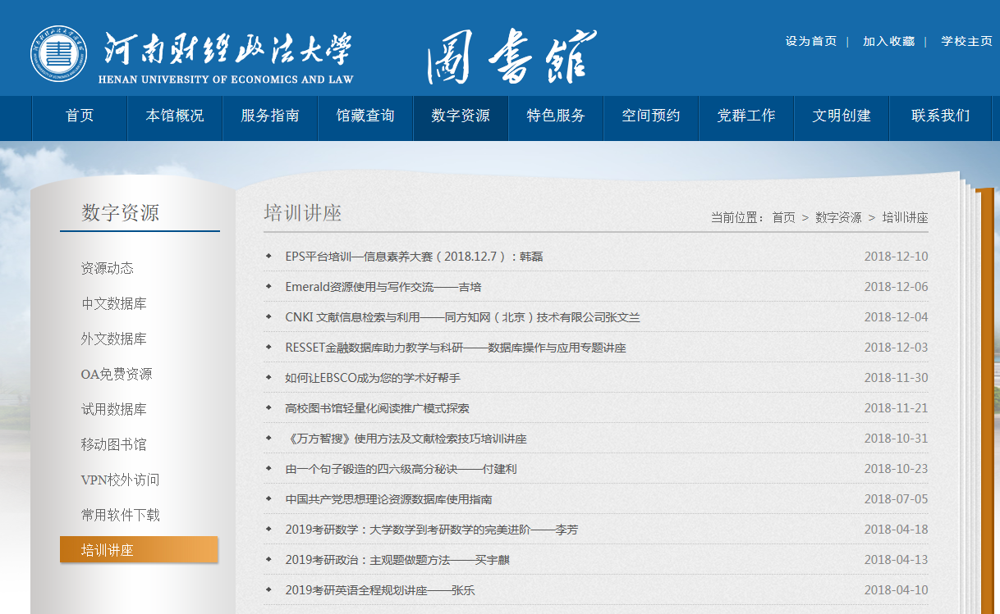 河南财经政法大学
HENAN UNIVERSITY OF ECONOMICS AND LAW
圖書館
设为首页 | 加入收藏 | 学校主页
首页 本馆概况 服务指南 馆藏查询 数字资源 特色服务 空间预约 党群工作 文明创建 联系我们
数字资源
资源动态
中文数据库
外文数据库
OA免费资源
试用数据库
移动图书馆
VPN校外访问
常用软件下载
培训讲座
培训讲座
当前位置： 首页 > 数字资源 > 培训讲座
EPS平台培训—信息素养大赛（2018.12.7）：韩磊 2018-12-10
Emerald资源使用与写作交流——吉培 2018-12-06
CNKI 文献信息检索与利用——同方知网（北京）技术有限公司张文兰 2018-12-04
RESSET金融数据库助力教学与科研——数据库操作与应用专题讲座 2018-12-03
如何让EBSCO成为您的学术好帮手 2018-11-30
高校图书馆轻量化阅读推广模式探索 2018-11-21
《万方智搜》使用方法及文献检索技巧培训讲座 2018-10-31
由一个句子锻造的四六级高分秘诀——付建利 2018-10-23
中国共产党思想理论资源数据库使用指南 2018-07-05
2019考研数学：大学数学到考研数学的完美进阶——李芳 2018-04-18
2019考研政治：主观题做题方法——买宇麒 2018-04-13
2019考研英语全程规划讲座——张乐 2018-04-10